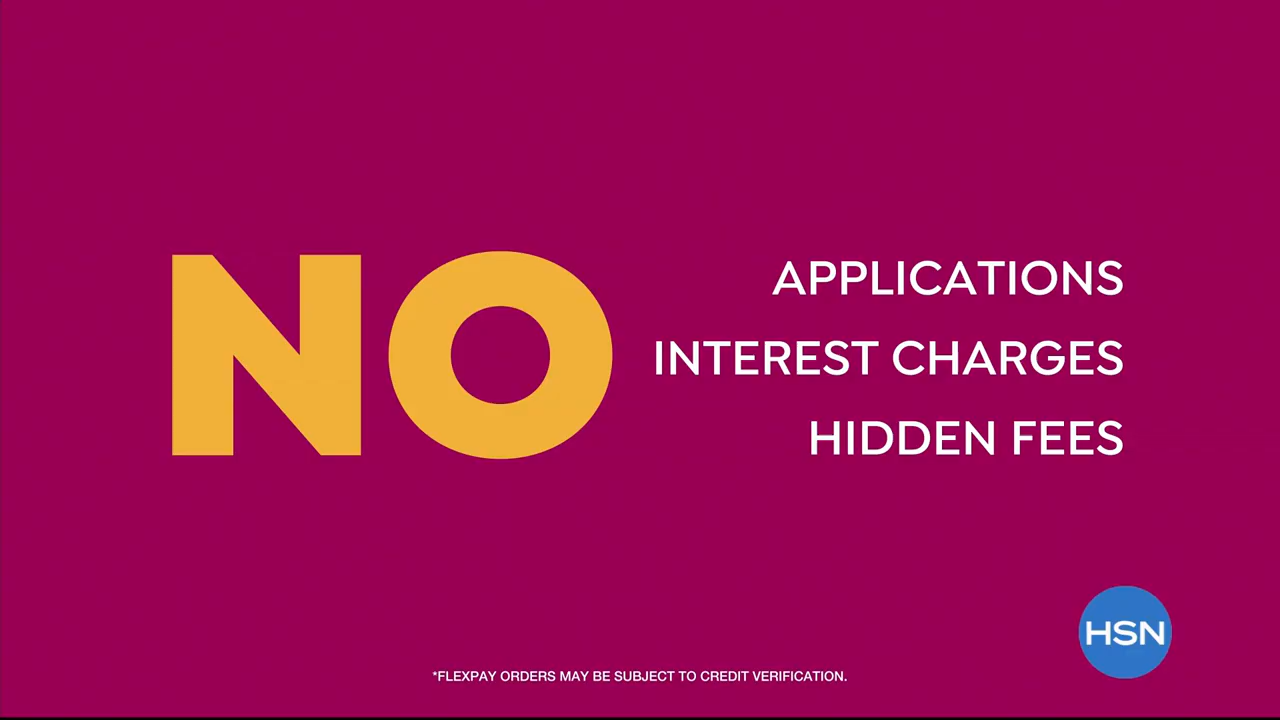 NO
APPLICATIONS
INTEREST CHARGES
HIDDEN FEES
HSN
*FLEXPAY ORDERS MAY BE SUBJECT TO CREDIT VERIFICATION.